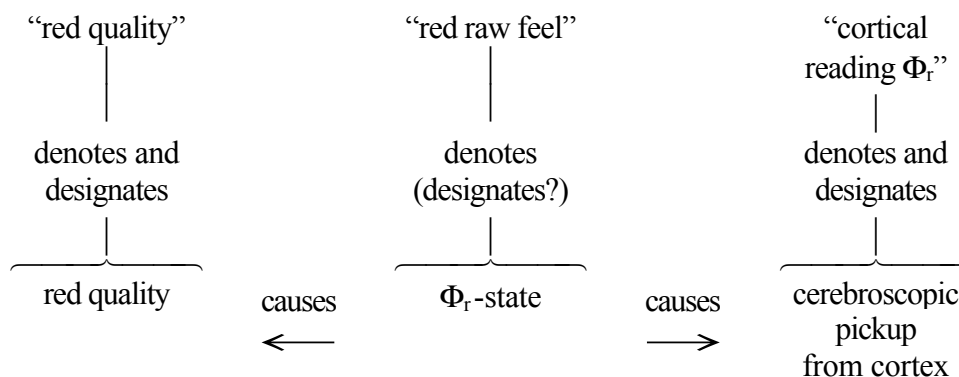 “red quality” “red raw feel” “cortical
reading Φr”
denotes and denotes denotes and
designates (designates?) designates
red quality causes Φr-state causes cerebroscopic
pickup
from cortex